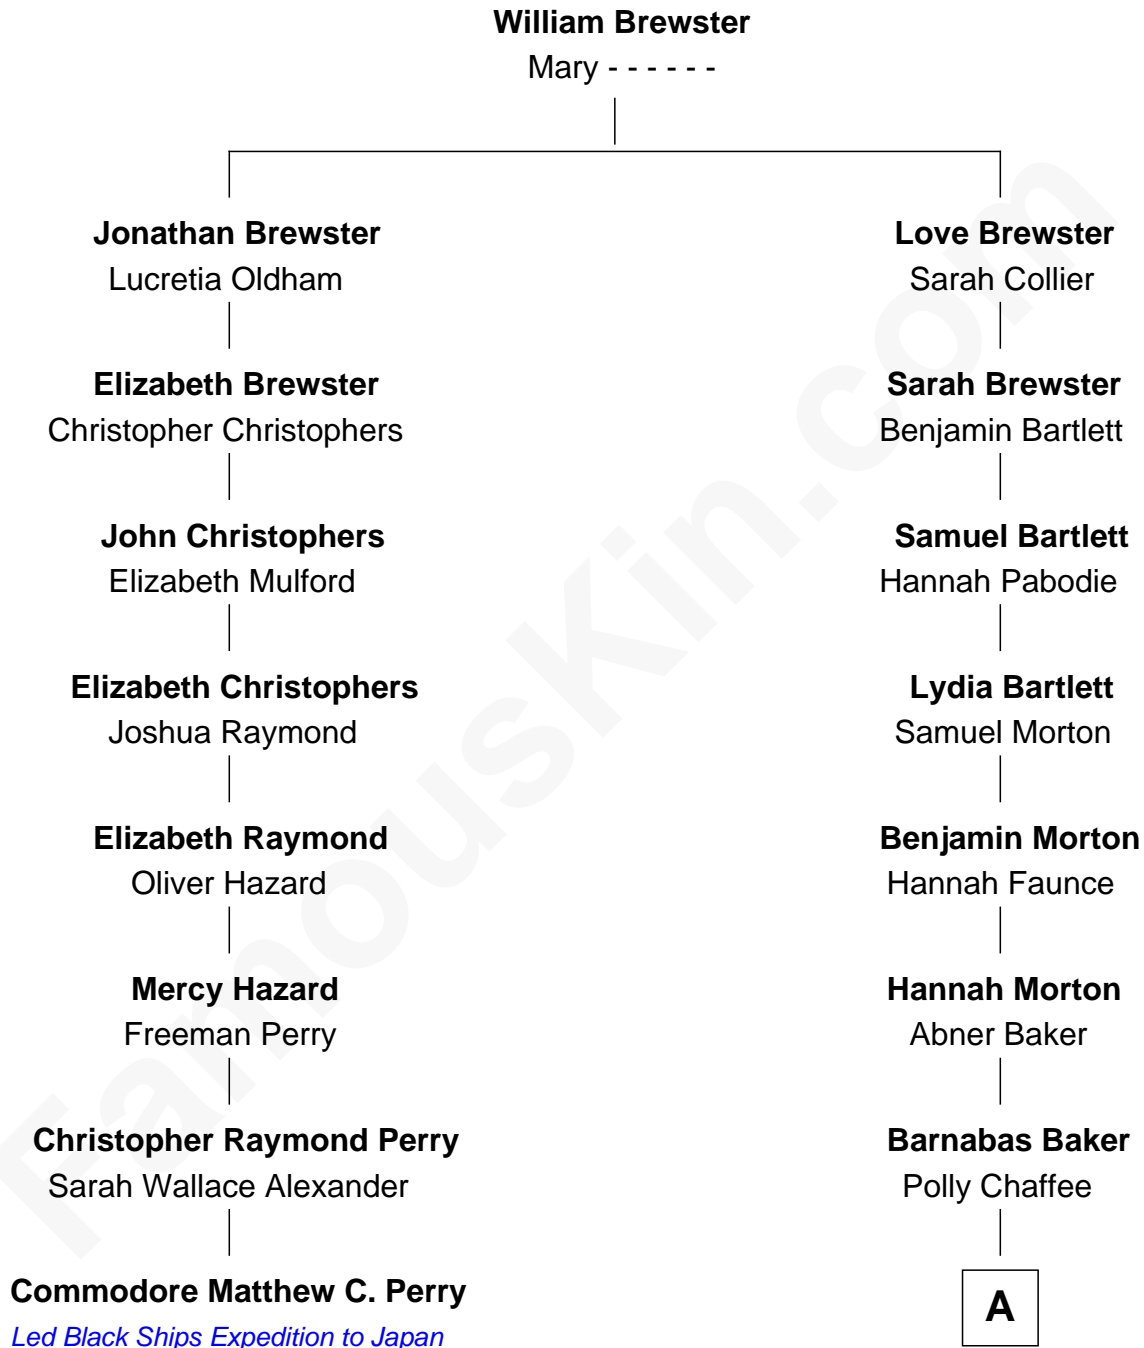 William Brewster
Mary - - - - - -
Jonathan Brewster
Lucretia Oldham
Love Brewster
Sarah Collier
Elizabeth Brewster
Christopher Christophers
Sarah Brewster
Benjamin Bartlett
John Christophers
Elizabeth Mulford
Samuel Bartlett
Hannah Pabodie
Elizabeth Christophers
Joshua Raymond
Lydia Bartlett
Samuel Morton
Elizabeth Raymond
Oliver Hazard
Benjamin Morton
Hannah Faunce
Mercy Hazard
Freeman Perry
Hannah Morton
Abner Baker
Christopher Raymond Perry
Sarah Wallace Alexander
Barnabas Baker
Polly Chaffee
Commodore Matthew C. Perry
Led Black Ships Expedition to Japan
A
FamousKin.com